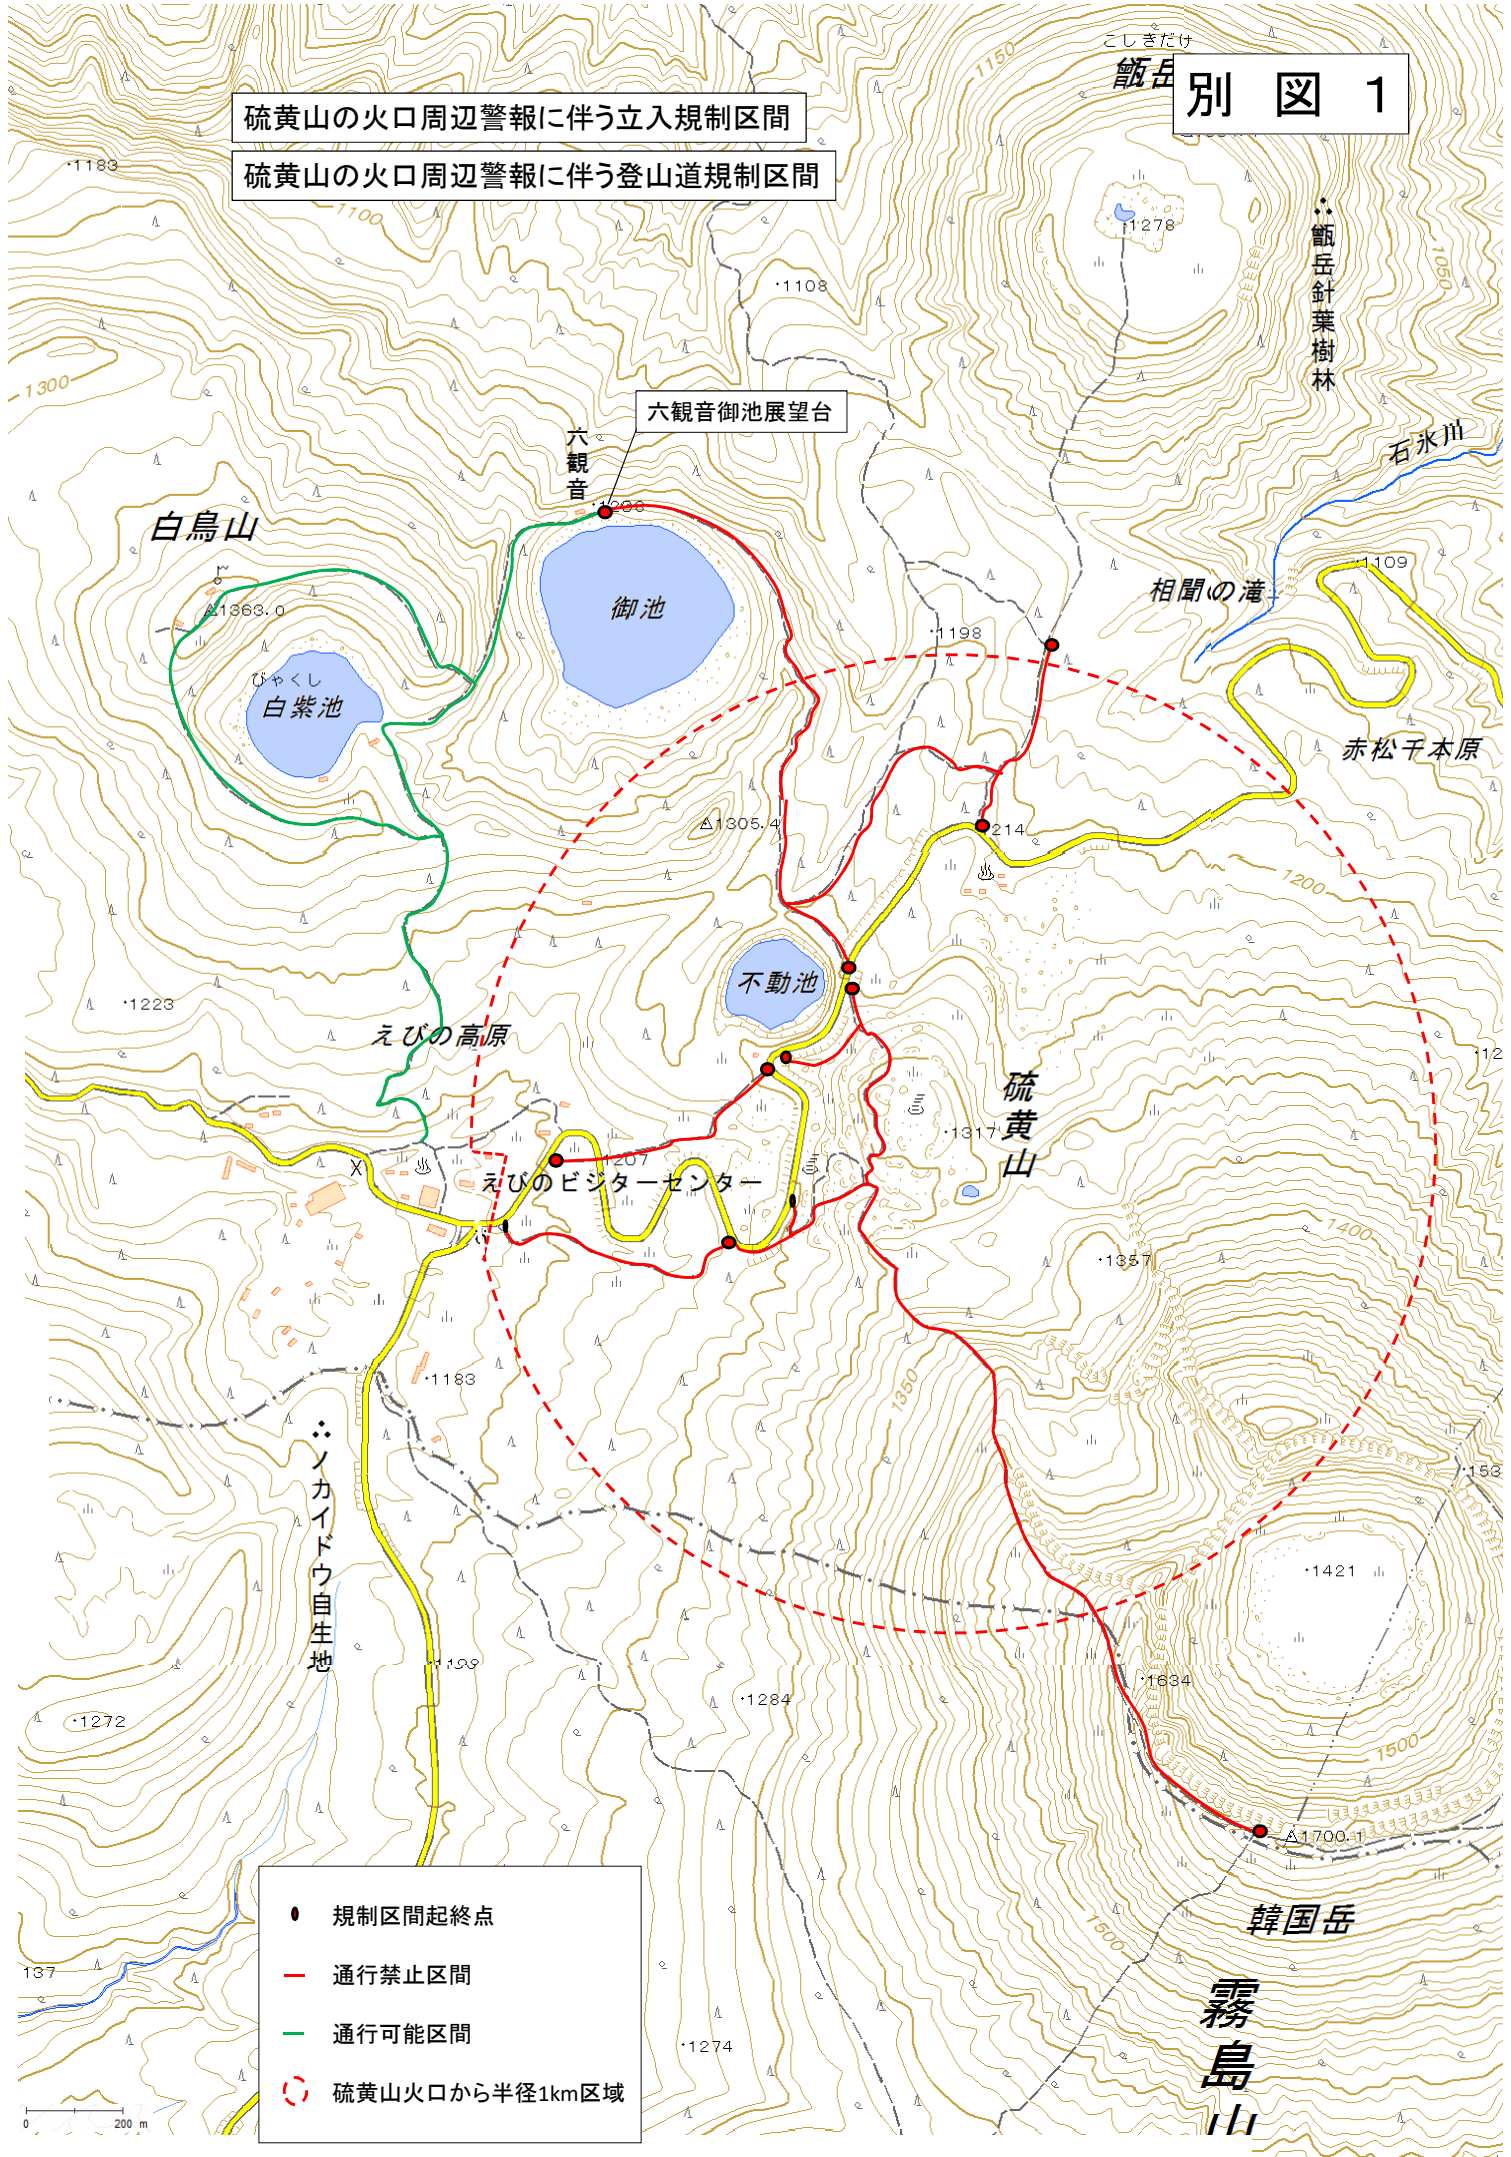 こしきだけ
甑岳
別 図 1
硫黄山の火口周辺警報に伴う立入規制区間
硫黄山の火口周辺警報に伴う登山道規制区間
1150
1183
1100
1278
甑岳針葉樹林
1050
1108
1300
六観音御池展望台
六観音
石氷川
白鳥山
1109
相聞の滝
1363.0
御池
1198
びゃくし
白紫池
赤松千本原
1305.4
214
1200
不動池
1223
えびの高原
硫黄山
1317
1207
えびのビジターセンター
1400
1357
1183
1350
ノカイドウ自生地
153
1421
1199
1634
1284
1272
1500
1700.1
韓国岳
1500
霧島山
137
1274
規制区間起終点
通行禁止区間
通行可能区間
硫黄山火口から半径1km区域
0 200 m